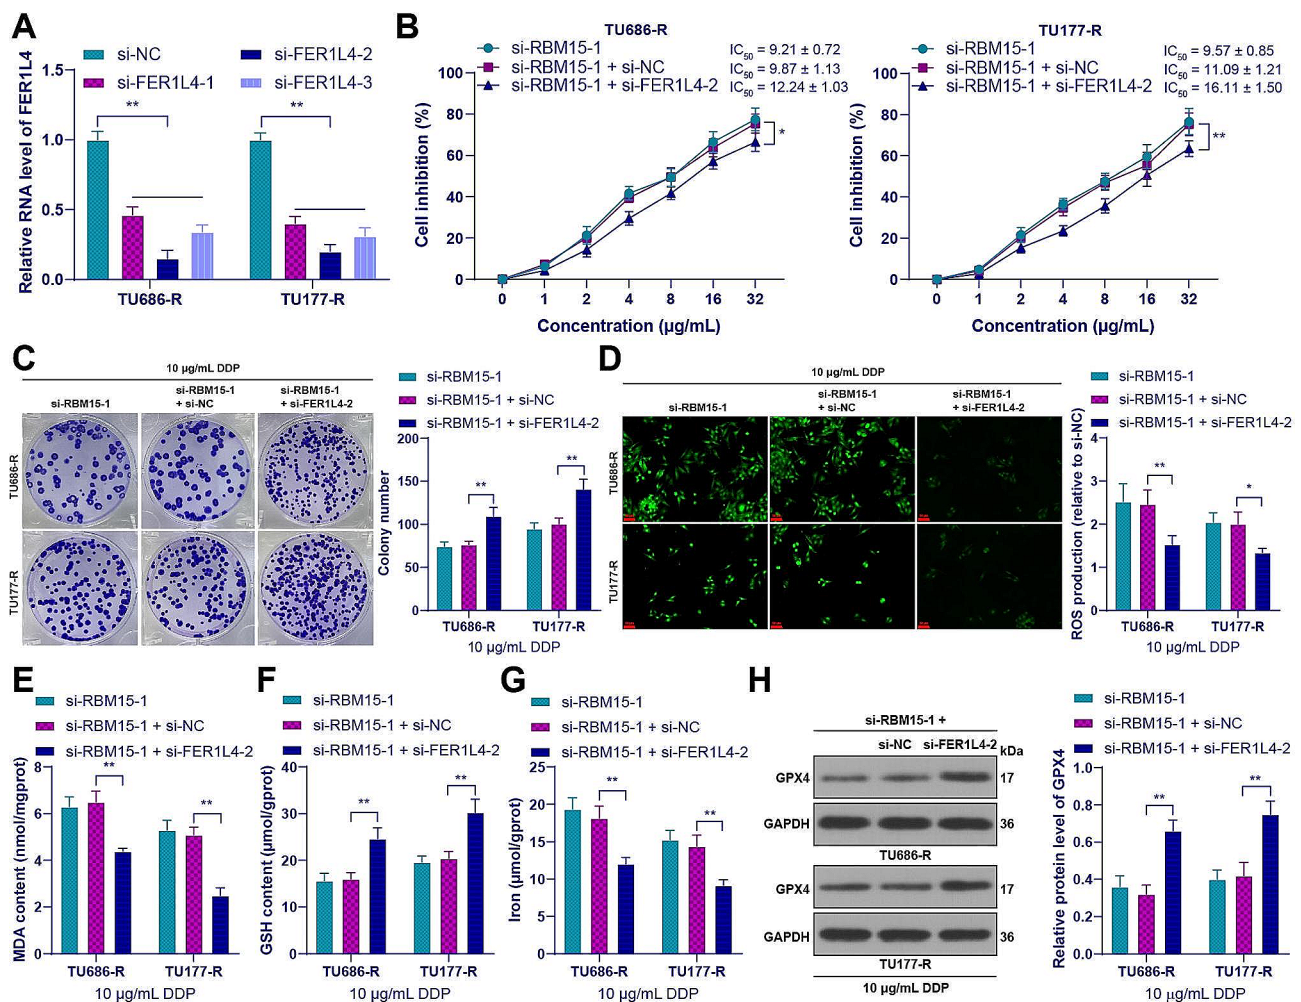 A
si-NC
si-FER1L4-2
si-FER1L4-1
si-FER1L4-3
Relative RNA level of FER1L4
1.5
1.0
0.5
0.0
**
**
TU686-R
TU177-R
B
TU686-R
si-RBM15-1
si-RBM15-1 + si-NC
si-RBM15-1 + si-FER1L4-2
IC50 = 9.21 ± 0.72
IC50 = 9.87 ± 1.13
IC50 = 12.24 ± 1.03
Cell inhibition (%)
100
80
60
40
20
0
*
0 1 2 4 8 16 32
Concentration (µg/mL)
TU177-R
si-RBM15-1
si-RBM15-1 + si-NC
si-RBM15-1 + si-FER1L4-2
IC50 = 9.57 ± 0.85
IC50 = 11.09 ± 1.21
IC50 = 16.11 ± 1.50
Cell inhibition (%)
100
80
60
40
20
0
**
0 1 2 4 8 16 32
Concentration (µg/mL)
C
10 µg/mL DDP
si-RBM15-1
si-RBM15-1
+ si-NC
si-RBM15-1
+ si-FER1L4-2
TU686-R
TU177-R
si-RBM15-1
si-RBM15-1 + si-NC
si-RBM15-1 + si-FER1L4-2
Colony number
200
150
100
50
0
**
**
TU686-R
TU177-R
10 µg/mL DDP
D
10 µg/mL DDP
si-RBM15-1
si-RBM15-1
+ si-NC
si-RBM15-1
+ si-FER1L4-2
TU686-R
TU177-R
si-RBM15-1
si-RBM15-1 + si-NC
si-RBM15-1 + si-FER1L4-2
ROS production (relative to si-NC)
4
3
2
1
0
**
*
TU686-R
TU177-R
10 µg/mL DDP
E
si-RBM15-1
si-RBM15-1 + si-NC
si-RBM15-1 + si-FER1L4-2
MDA content (nmol/mgprot)
8
6
4
2
0
**
**
TU686-R
TU177-R
10 µg/mL DDP
F
si-RBM15-1
si-RBM15-1 + si-NC
si-RBM15-1 + si-FER1L4-2
GSH content (µmol/gprot)
40
30
20
10
0
**
**
TU686-R
TU177-R
10 µg/mL DDP
G
si-RBM15-1
si-RBM15-1 + si-NC
si-RBM15-1 + si-FER1L4-2
Iron (µmol/gprot)
25
20
15
10
5
0
**
**
TU686-R
TU177-R
10 µg/mL DDP
H
si-RBM15-1 +
si-NC
si-FER1L4-2
kDa
GPX4
17
GAPDH
36
TU686-R
GPX4
17
GAPDH
36
TU177-R
10 µg/mL DDP
si-RBM15-1
si-RBM15-1 + si-NC
si-RBM15-1 + si-FER1L4-2
Relative protein level of GPX4
1.0
0.8
0.6
0.4
0.2
0.0
**
**
TU686-R
TU177-R
10 µg/mL DDP